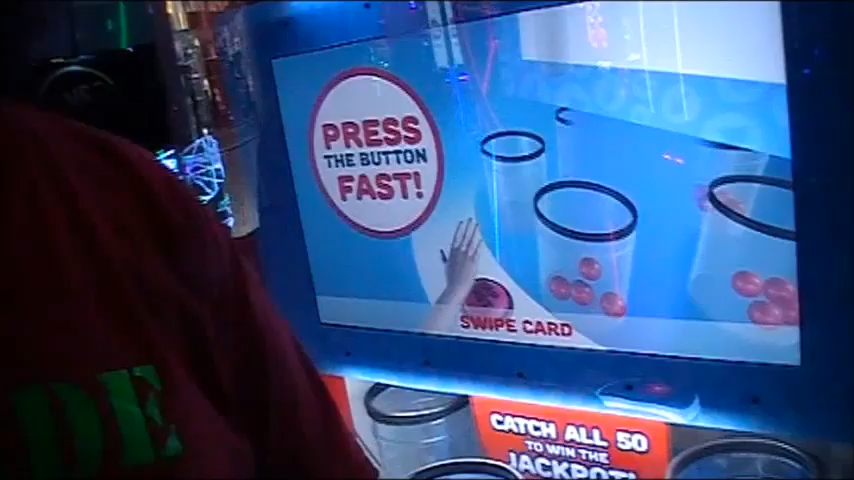 PRESS
THE BUTTON
FAST!
SWIPE CARD
CATCH ALL 50
TO WIN THE
JACKPOT!